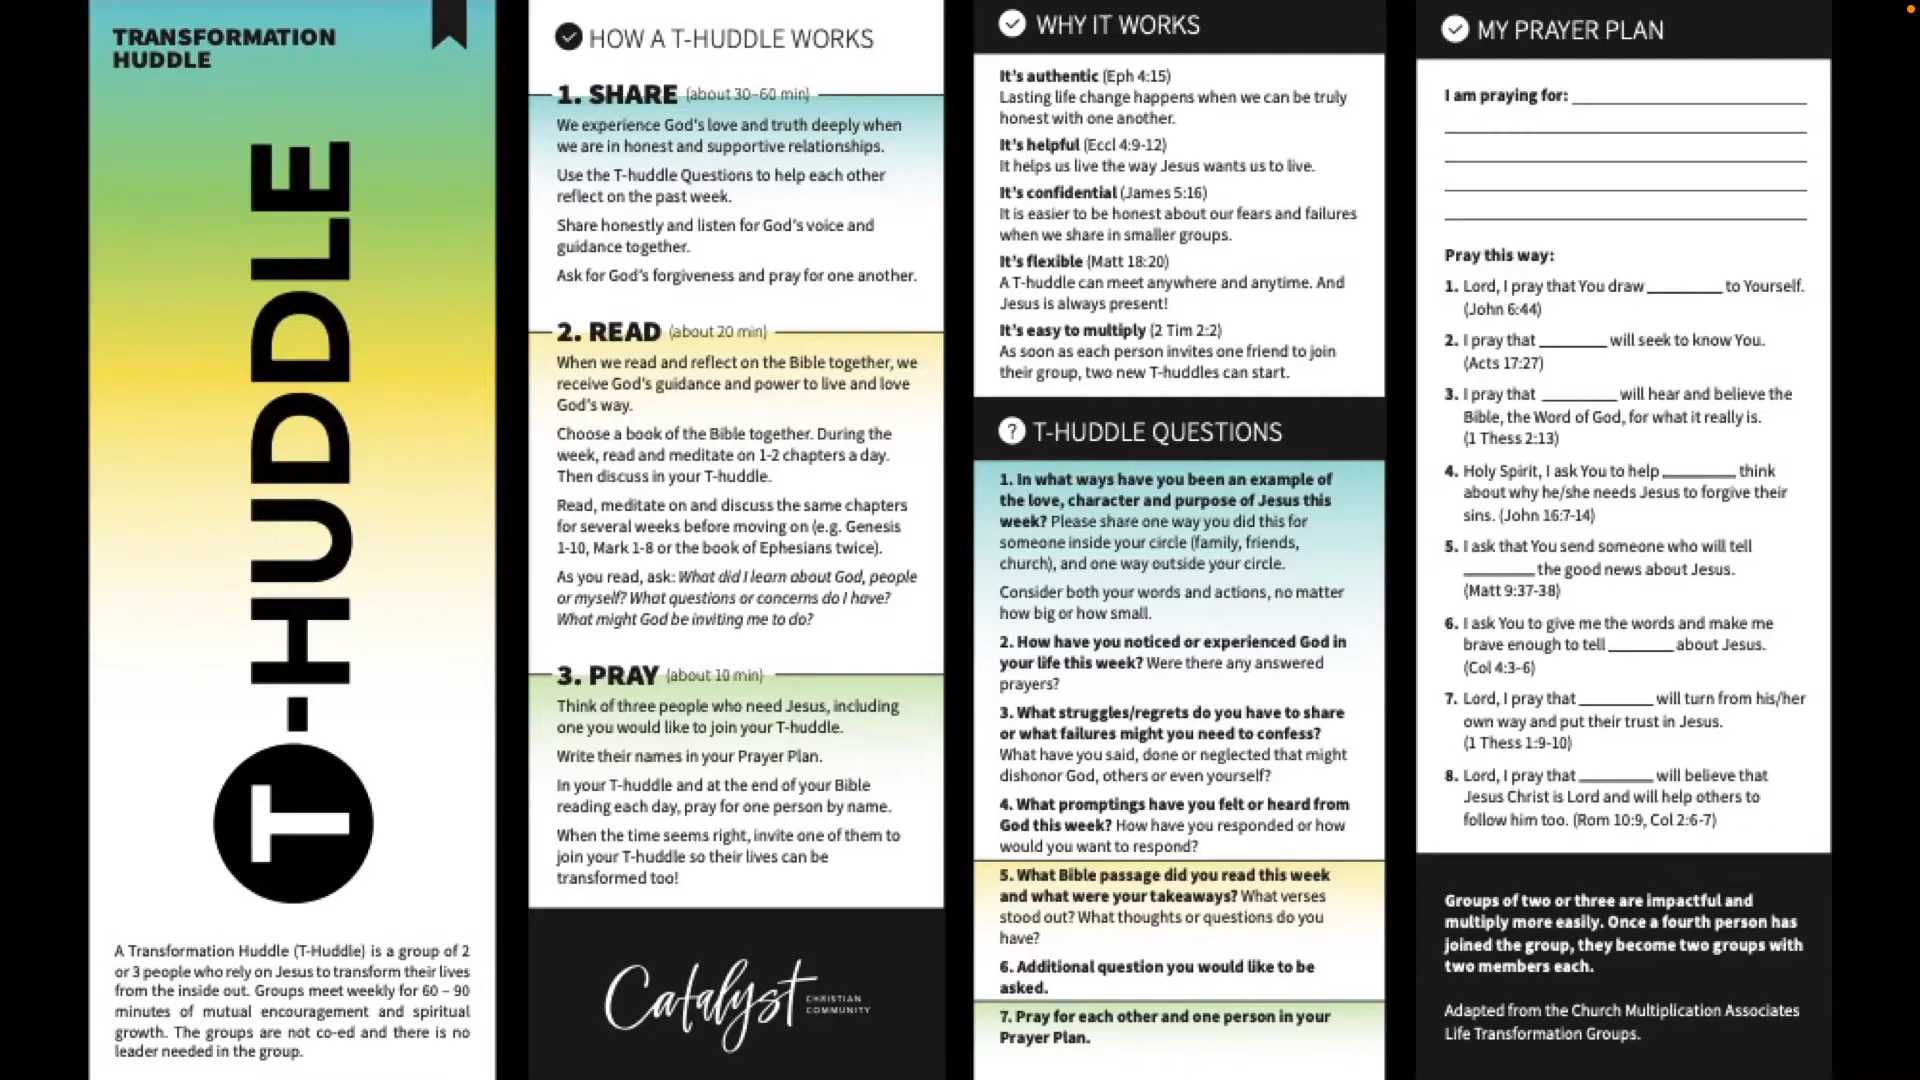 TRANSFORMATION
HUDDLE
T-HUDDLE
A Transformation Huddle (T-Huddle) is a group of 2
or 3 people who rely on Jesus to transform their lives
from the inside out. Groups meet weekly for 60 – 90
minutes of mutual encouragement and spiritual
growth. The groups are not co-ed and there is no
leader needed in the group.
HOW A T-HUDDLE WORKS
1. SHARE (about 30–60 min)
We experience God's love and truth deeply when
we are in honest and supportive relationships.
Use the T-huddle Questions to help each other
reflect on the past week.
Share honestly and listen for God's voice and
guidance together.
Ask for God's forgiveness and pray for one another.
2. READ (about 20 min)
When we read and reflect on the Bible together, we
receive God's guidance and power to live and love
God's way.
Choose a book of the Bible together. During the
week, read and meditate on 1-2 chapters a day.
Then discuss in your T-huddle.
Read, meditate on and discuss the same chapters
for several weeks before moving on (e.g. Genesis
1-10, Mark 1-8 or the book of Ephesians twice).
As you read, ask: What did I learn about God, people
or myself? What questions or concerns do I have?
What might God be inviting me to do?
3. PRAY (about 10 min)
Think of three people who need Jesus, including
one you would like to join your T-huddle.
Write their names in your Prayer Plan.
In your T-huddle and at the end of your Bible
reading each day, pray for one person by name.
When the time seems right, invite one of them to
join your T-huddle so their lives can be
transformed too!
Catalyst CHRISTIAN
COMMUNITY
WHY IT WORKS
It's authentic (Eph 4:15)
Lasting life change happens when we can be truly
honest with one another.
It's helpful (Eccl 4:9-12)
It helps us live the way Jesus wants us to live.
It's confidential (James 5:16)
It is easier to be honest about our fears and failures
when we share in smaller groups.
It's flexible (Matt 18:20)
A T-huddle can meet anywhere and anytime. And
Jesus is always present!
It's easy to multiply (2 Tim 2:2)
As soon as each person invites one friend to join
their group, two new T-huddles can start.
? T-HUDDLE QUESTIONS
1. In what ways have you been an example of
the love, character and purpose of Jesus this
week? Please share one way you did this for
someone inside your circle (family, friends,
church), and one way outside your circle.
Consider both your words and actions, no matter
how big or how small.
2. How have you noticed or experienced God in
your life this week? Were there any answered
prayers?
3. What struggles/regrets do you have to share
or what failures might you need to confess?
What have you said, done or neglected that might
dishonor God, others or even yourself?
4. What promptings have you felt or heard from
God this week? How have you responded or how
would you want to respond?
5. What Bible passage did you read this week
and what were your takeaways? What verses
stood out? What thoughts or questions do you
have?
6. Additional question you would like to be
asked.
7. Pray for each other and one person in your
Prayer Plan.
MY PRAYER PLAN
I am praying for: ____________
Pray this way:
1. Lord, I pray that You draw ________ to Yourself.
(John 6:44)
2. I pray that ________ will seek to know You.
(Acts 17:27)
3. I pray that ________ will hear and believe the
Bible, the Word of God, for what it really is.
(1 Thess 2:13)
4. Holy Spirit, I ask You to help ________ think
about why he/she needs Jesus to forgive their
sins. (John 16:7-14)
5. I ask that You send someone who will tell
________ the good news about Jesus.
(Matt 9:37-38)
6. I ask You to give me the words and make me
brave enough to tell ________ about Jesus.
(Col 4:3-6)
7. Lord, I pray that ________ will turn from his/her
own way and put their trust in Jesus.
(1 Thess 1:9-10)
8. Lord, I pray that ________ will believe that
Jesus Christ is Lord and will help others to
follow him too. (Rom 10:9, Col 2:6-7)
Groups of two or three are impactful and
multiply more easily. Once a fourth person has
joined the group, they become two groups with
two members each.
Adapted from the Church Multiplication Associates
Life Transformation Groups.